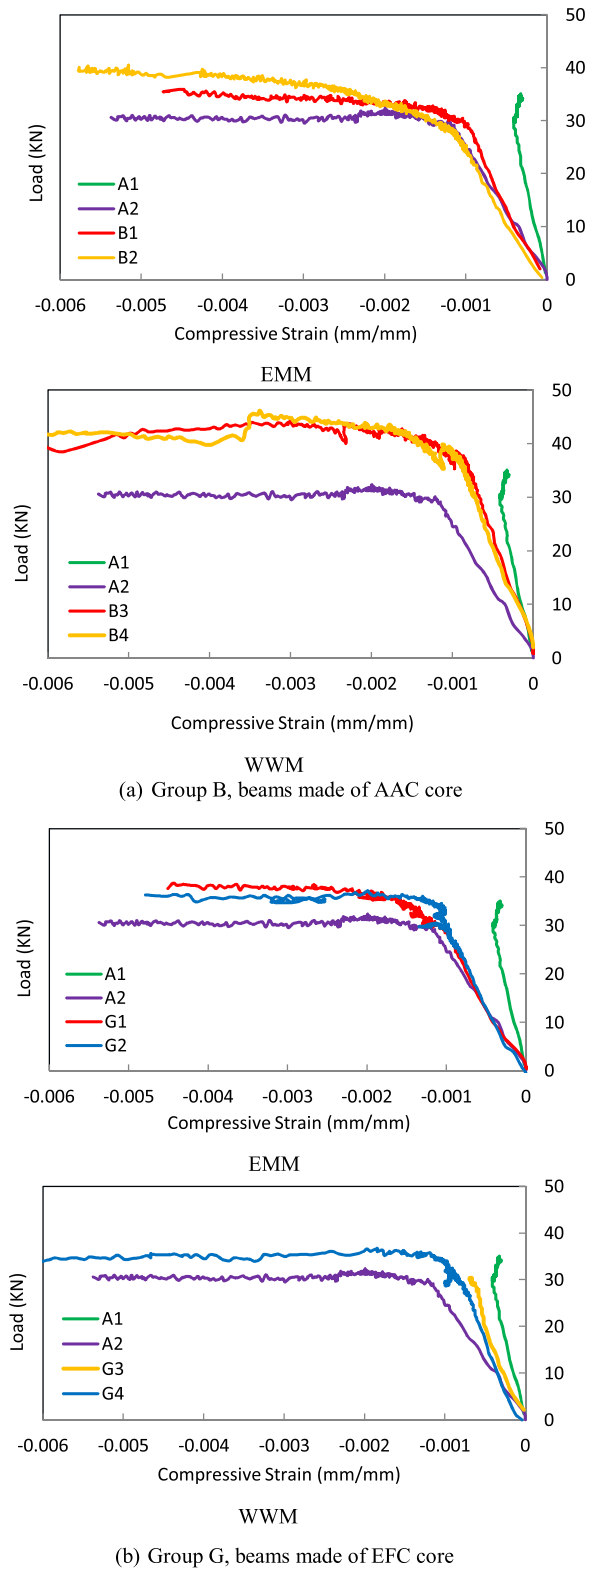 50
40
30
20
10
0
Load (KN)
A1
A2
B1
B2
-0.006 -0.005 -0.004 -0.003 -0.002 -0.001 0
Compressive Strain (mm/mm)
EMM
50
40
30
20
10
0
Load (KN)
A1
A2
B3
B4
-0.006 -0.005 -0.004 -0.003 -0.002 -0.001 0
Compressive Strain (mm/mm)
WWM
(a) Group B, beams made of AAC core
50
40
30
20
10
0
Load (KN)
A1
A2
G1
G2
-0.006 -0.005 -0.004 -0.003 -0.002 -0.001 0
Compressive Strain (mm/mm)
EMM
50
40
30
20
10
0
Load (KN)
A1
A2
G3
G4
-0.006 -0.005 -0.004 -0.003 -0.002 -0.001 0
Compressive Strain (mm/mm)
WWM
(b) Group G, beams made of EFC core